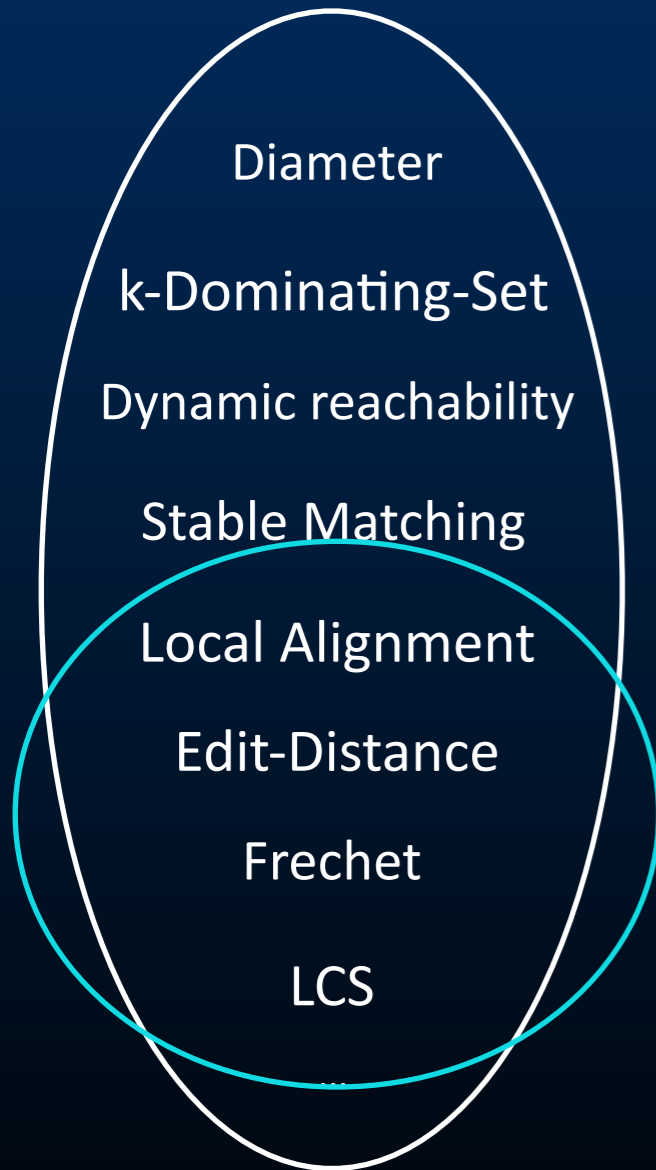 Diameter
k-Dominating-Set
Dynamic reachability
Stable Matching
Local Alignment
Edit-Distance
Frechet
LCS
...